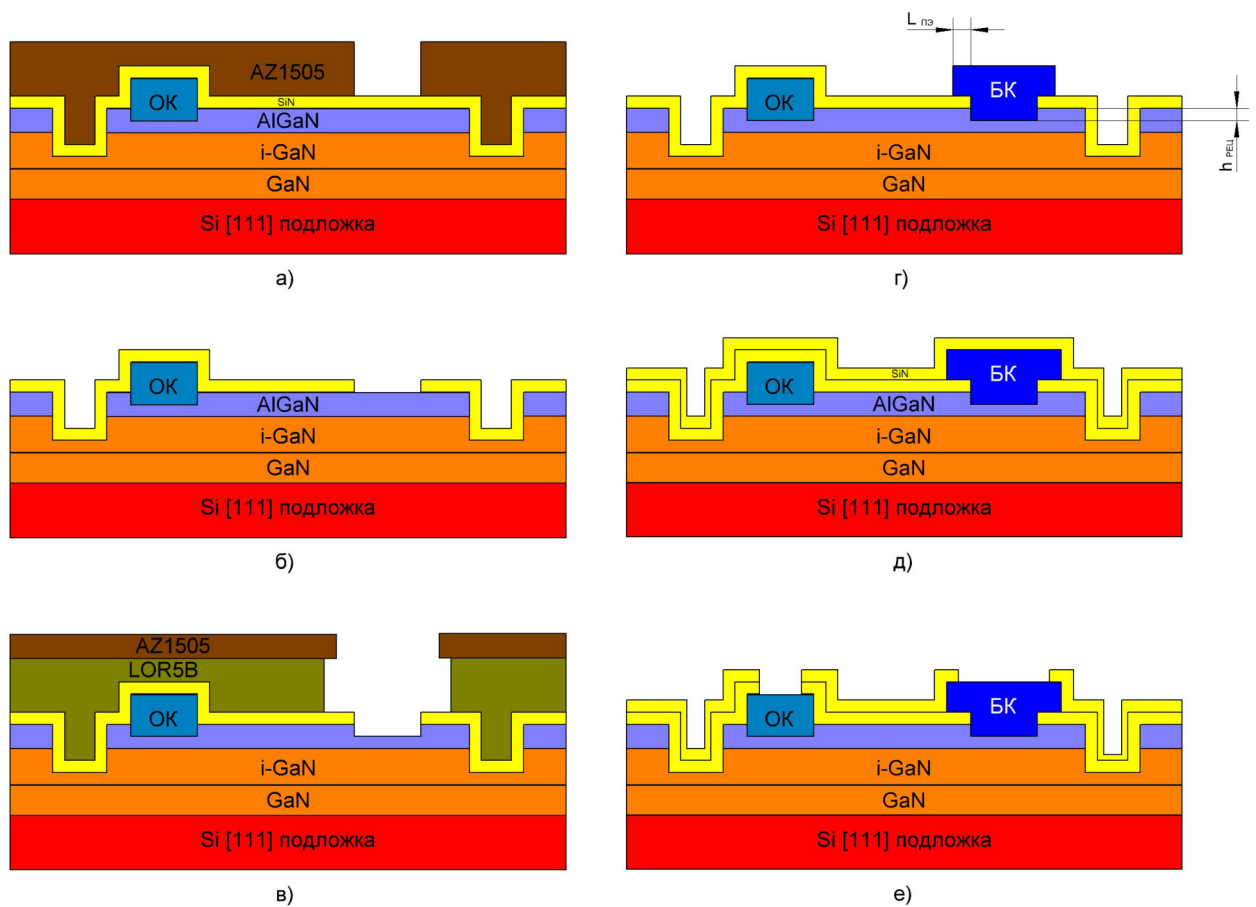 AZ1505
ОК
SiN
AlGaN
i-GaN
GaN
Si [111] подложка
а)
ОК
AlGaN
i-GaN
GaN
Si [111] подложка
б)
AZ1505
LOR5B
ОК
i-GaN
GaN
Si [111] подложка
в)
L ПЭ
БК
ОК
h РЕЦ
i-GaN
GaN
Si [111] подложка
г)
БК
SiN
ОК
AlGaN
i-GaN
GaN
Si [111] подложка
д)
БК
ОК
i-GaN
GaN
Si [111] подложка
е)